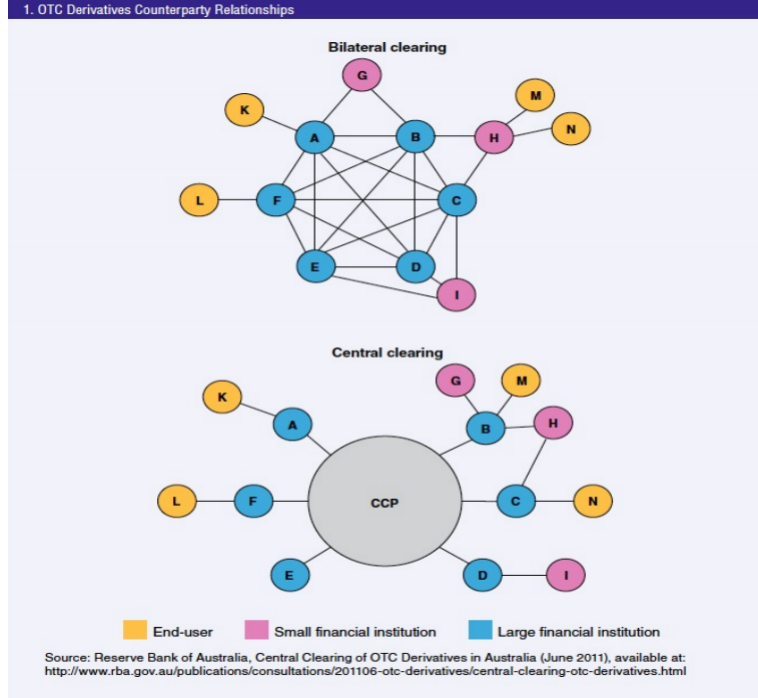 1. OTC Derivatives Counterparty Relationships
Bilateral clearing
G
M
K
N
A
B
H
L
F
C
E
D
I
Central clearing
G
M
K
H
A
B
L
F
CCP
C
N
E
D
I
End-user
Small financial institution
Large financial institution
Source: Reserve Bank of Australia, Central Clearing of OTC Derivatives in Australia (June 2011), available at:
http://www.rba.gov.au/publications/consultations/201106-otc-derivatives/central-clearing-otc-derivatives.html